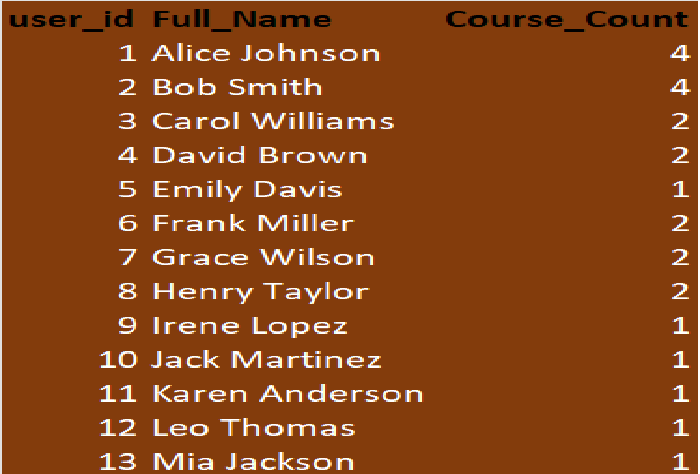 user_id Full_Name Course_Count
1 Alice Johnson 4
2 Bob Smith 4
3 Carol Williams 2
4 David Brown 2
5 Emily Davis 1
6 Frank Miller 2
7 Grace Wilson 2
8 Henry Taylor 2
9 Irene Lopez 1
10 Jack Martinez 1
11 Karen Anderson 1
12 Leo Thomas 1
13 Mia Jackson 1